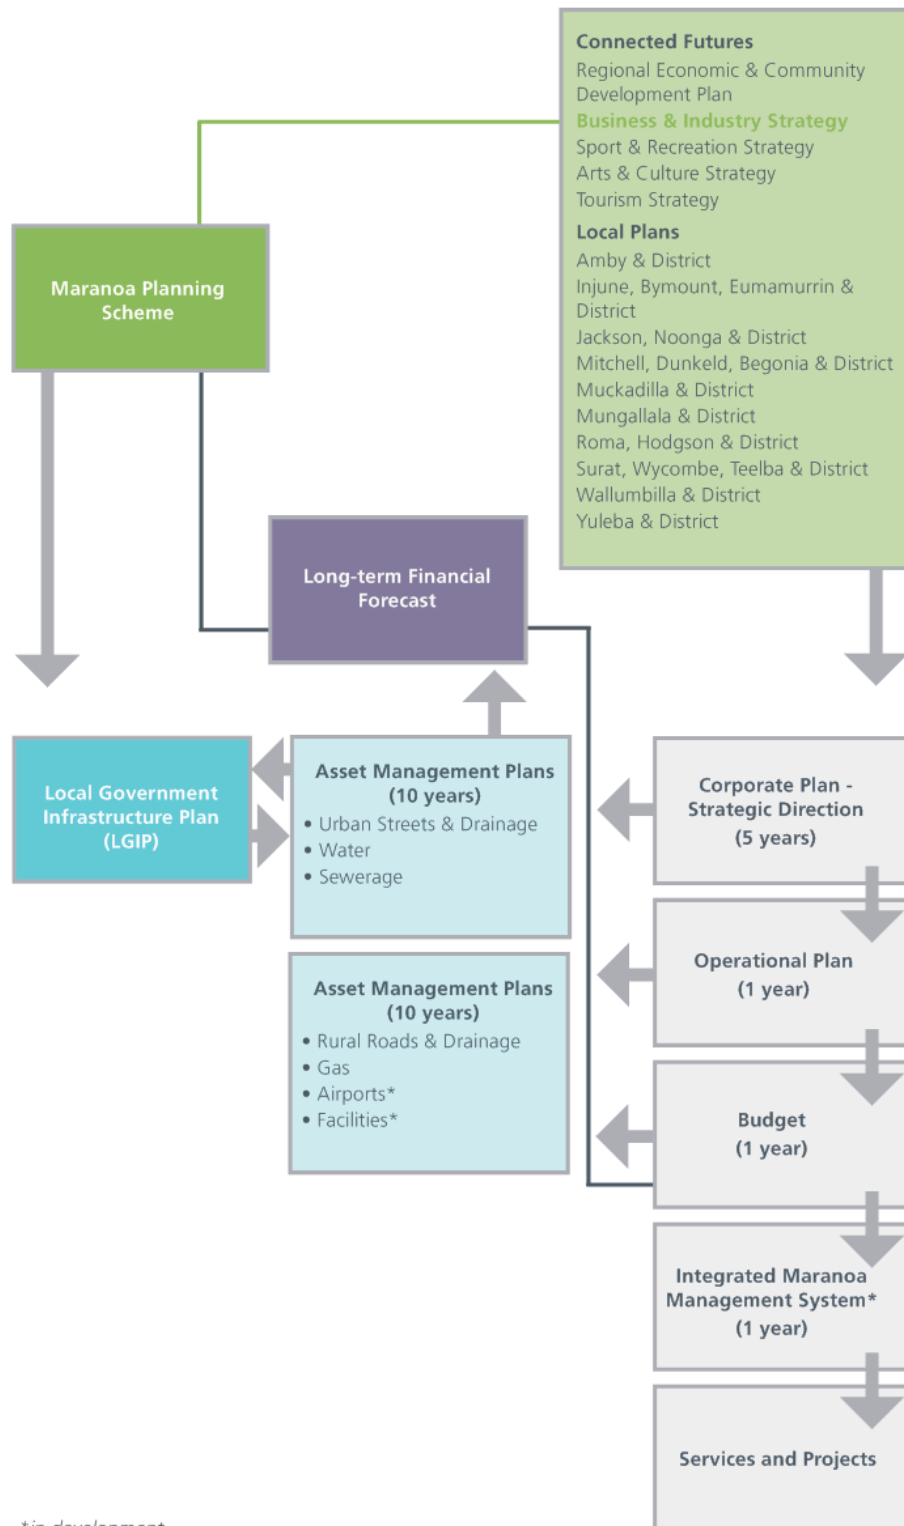 Connected Futures
Regional Economic & Community
Development Plan
Business & Industry Strategy
Sport & Recreation Strategy
Arts & Culture Strategy
Tourism Strategy
Local Plans
Amby & District
Injune, Bymount, Eumamurrin &
District
Jackson, Noonga & District
Mitchell, Dunkeld, Begonia & District
Muckadilla & District
Mungallala & District
Roma, Hodgson & District
Surat, Wycombe, Teelba & District
Wallumbilla & District
Yuleba & District
Maranoa Planning
Scheme
Long-term Financial
Forecast
Local Government
Infrastructure Plan
(LGIP)
Asset Management Plans
(10 years)
• Urban Streets & Drainage
• Water
• Sewerage
Asset Management Plans
(10 years)
• Rural Roads & Drainage
• Gas
• Airports*
• Facilities*
Corporate Plan -
Strategic Direction
(5 years)
Operational Plan
(1 year)
Budget
(1 year)
Integrated Maranoa
Management System*
(1 year)
Services and Projects
*in development